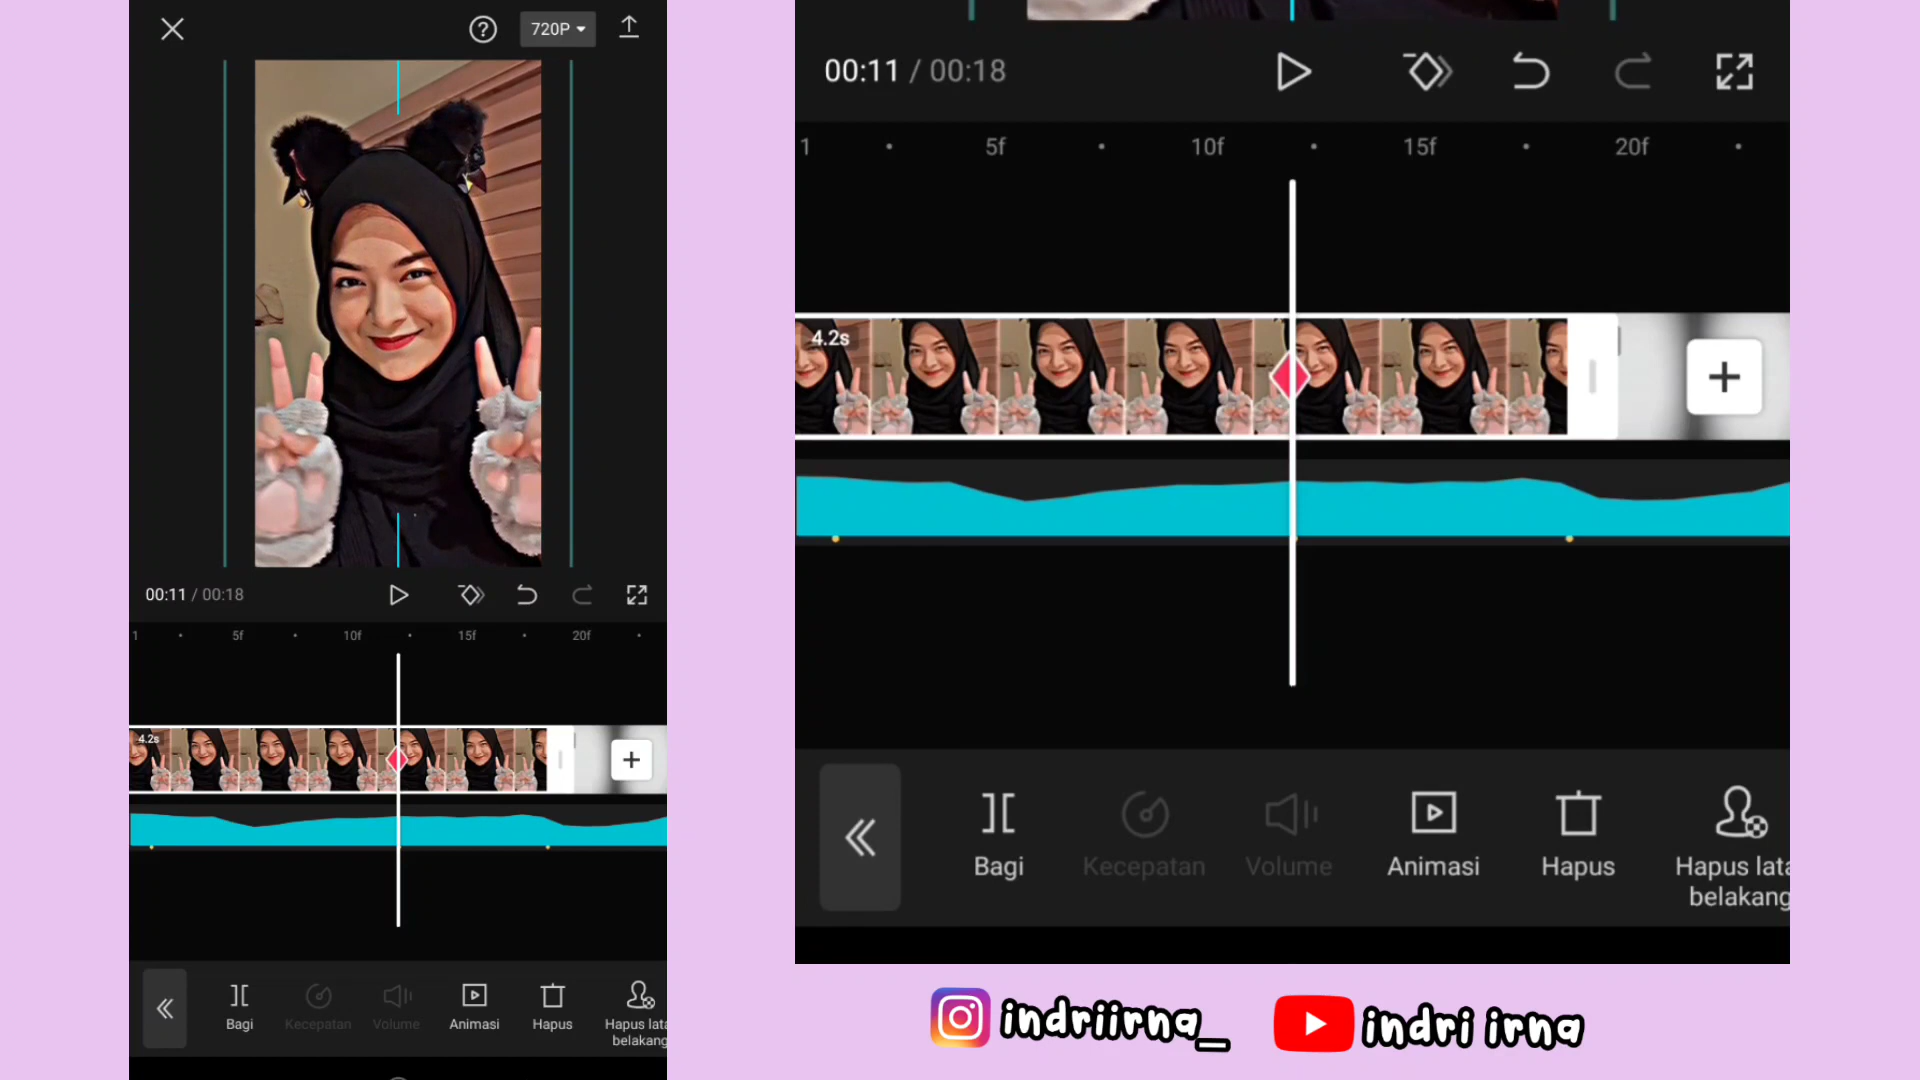 720P
00:11 / 00:18
1 5f 10f 15f 20f
4.2s
Bagi
Kecepatan
Volume
Animasi
Hapus
Hapus lata
belakang
00:11 / 00:18
1 5f 10f 15f 20f
4.2s
Bagi
Kecepatan
Volume
Animasi
Hapus
Hapus lata
belakang
indriirna_
indri irna